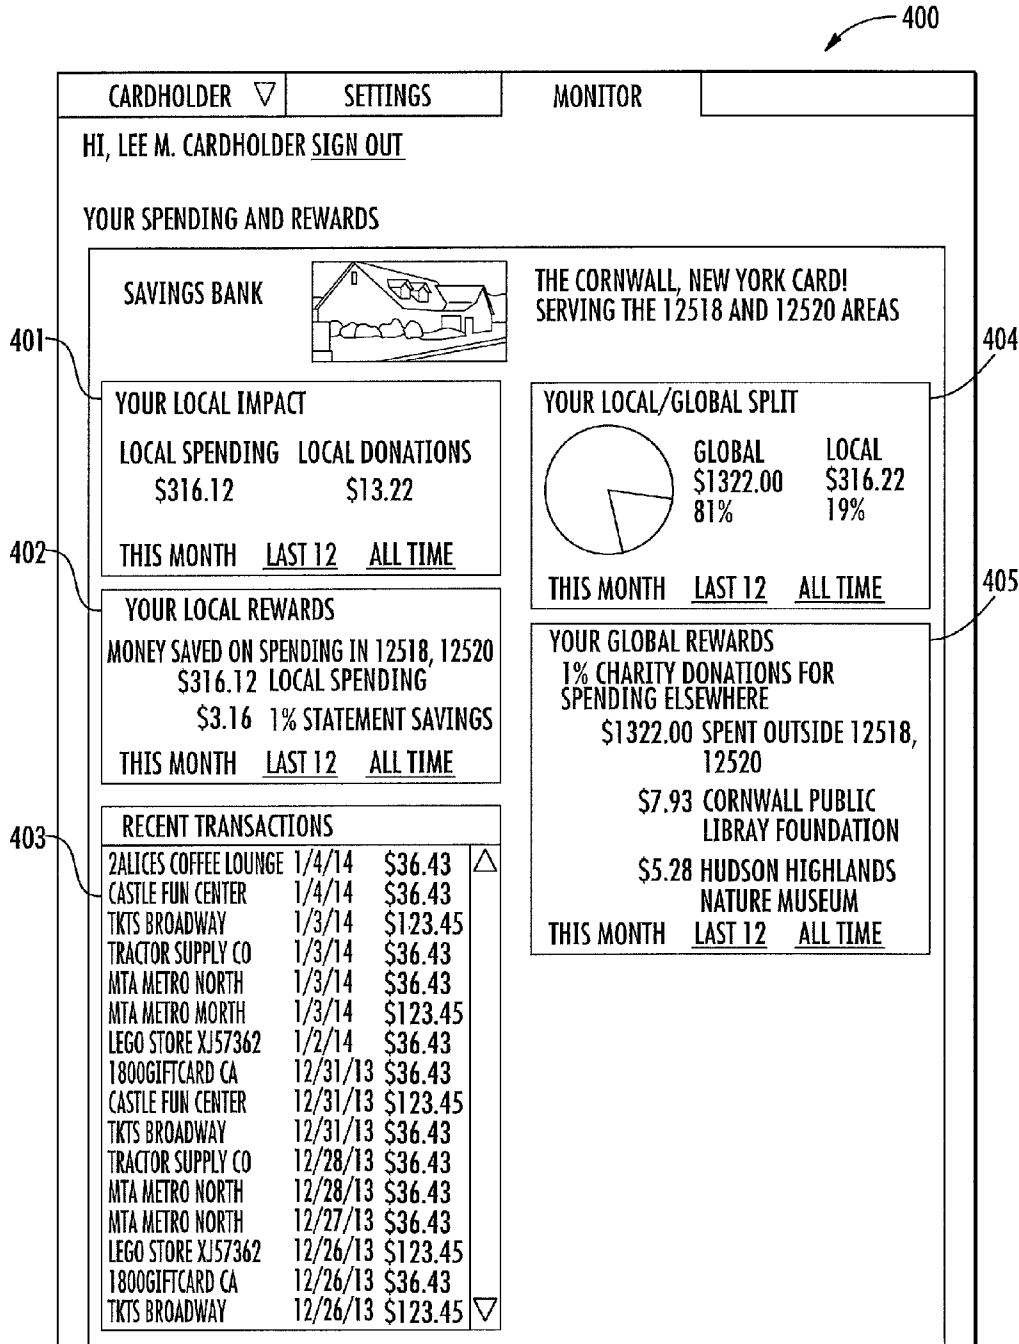 400
CARDHOLDER ▽ SETTINGS MONITOR
HI, LEE M. CARDHOLDER SIGN OUT
YOUR SPENDING AND REWARDS
SAVINGS BANK
THE CORNWALL, NEW YORK CARD!
SERVING THE 12518 AND 12520 AREAS
401
YOUR LOCAL IMPACT
LOCAL SPENDING LOCAL DONATIONS
$316.12 $13.22
THIS MONTH LAST 12 ALL TIME
402
YOUR LOCAL REWARDS
MONEY SAVED ON SPENDING IN 12518, 12520
$316.12 LOCAL SPENDING
$3.16 1% STATEMENT SAVINGS
THIS MONTH LAST 12 ALL TIME
403
RECENT TRANSACTIONS
2ALICES COFFEE LOUNGE 1/4/14 $36.43
CASTLE FUN CENTER 1/4/14 $36.43
TKTS BROADWAY 1/3/14 $123.45
TRACTOR SUPPLY CO 1/3/14 $36.43
MTA METRO NORTH 1/3/14 $36.43
MTA METRO MORTH 1/3/14 $123.45
LEGO STORE XJ57362 1/2/14 $36.43
1800GIFTCARD CA 12/31/13 $36.43
CASTLE FUN CENTER 12/31/13 $123.45
TKTS BROADWAY 12/31/13 $36.43
TRACTOR SUPPLY CO 12/28/13 $36.43
MTA METRO NORTH 12/28/13 $36.43
MTA METRO NORTH 12/27/13 $36.43
LEGO STORE XJ57362 12/26/13 $123.45
1800GIFTCARD CA 12/26/13 $36.43
TKTS BROADWAY 12/26/13 $123.45
404
YOUR LOCAL/GLOBAL SPLIT
GLOBAL LOCAL
$1322.00 $316.22
81% 19%
THIS MONTH LAST 12 ALL TIME
405
YOUR GLOBAL REWARDS
1% CHARITY DONATIONS FOR
SPENDING ELSEWHERE
$1322.00 SPENT OUTSIDE 12518,
12520
$7.93 CORNWALL PUBLIC
LIBRAY FOUNDATION
$5.28 HUDSON HIGHLANDS
NATURE MUSEUM
THIS MONTH LAST 12 ALL TIME